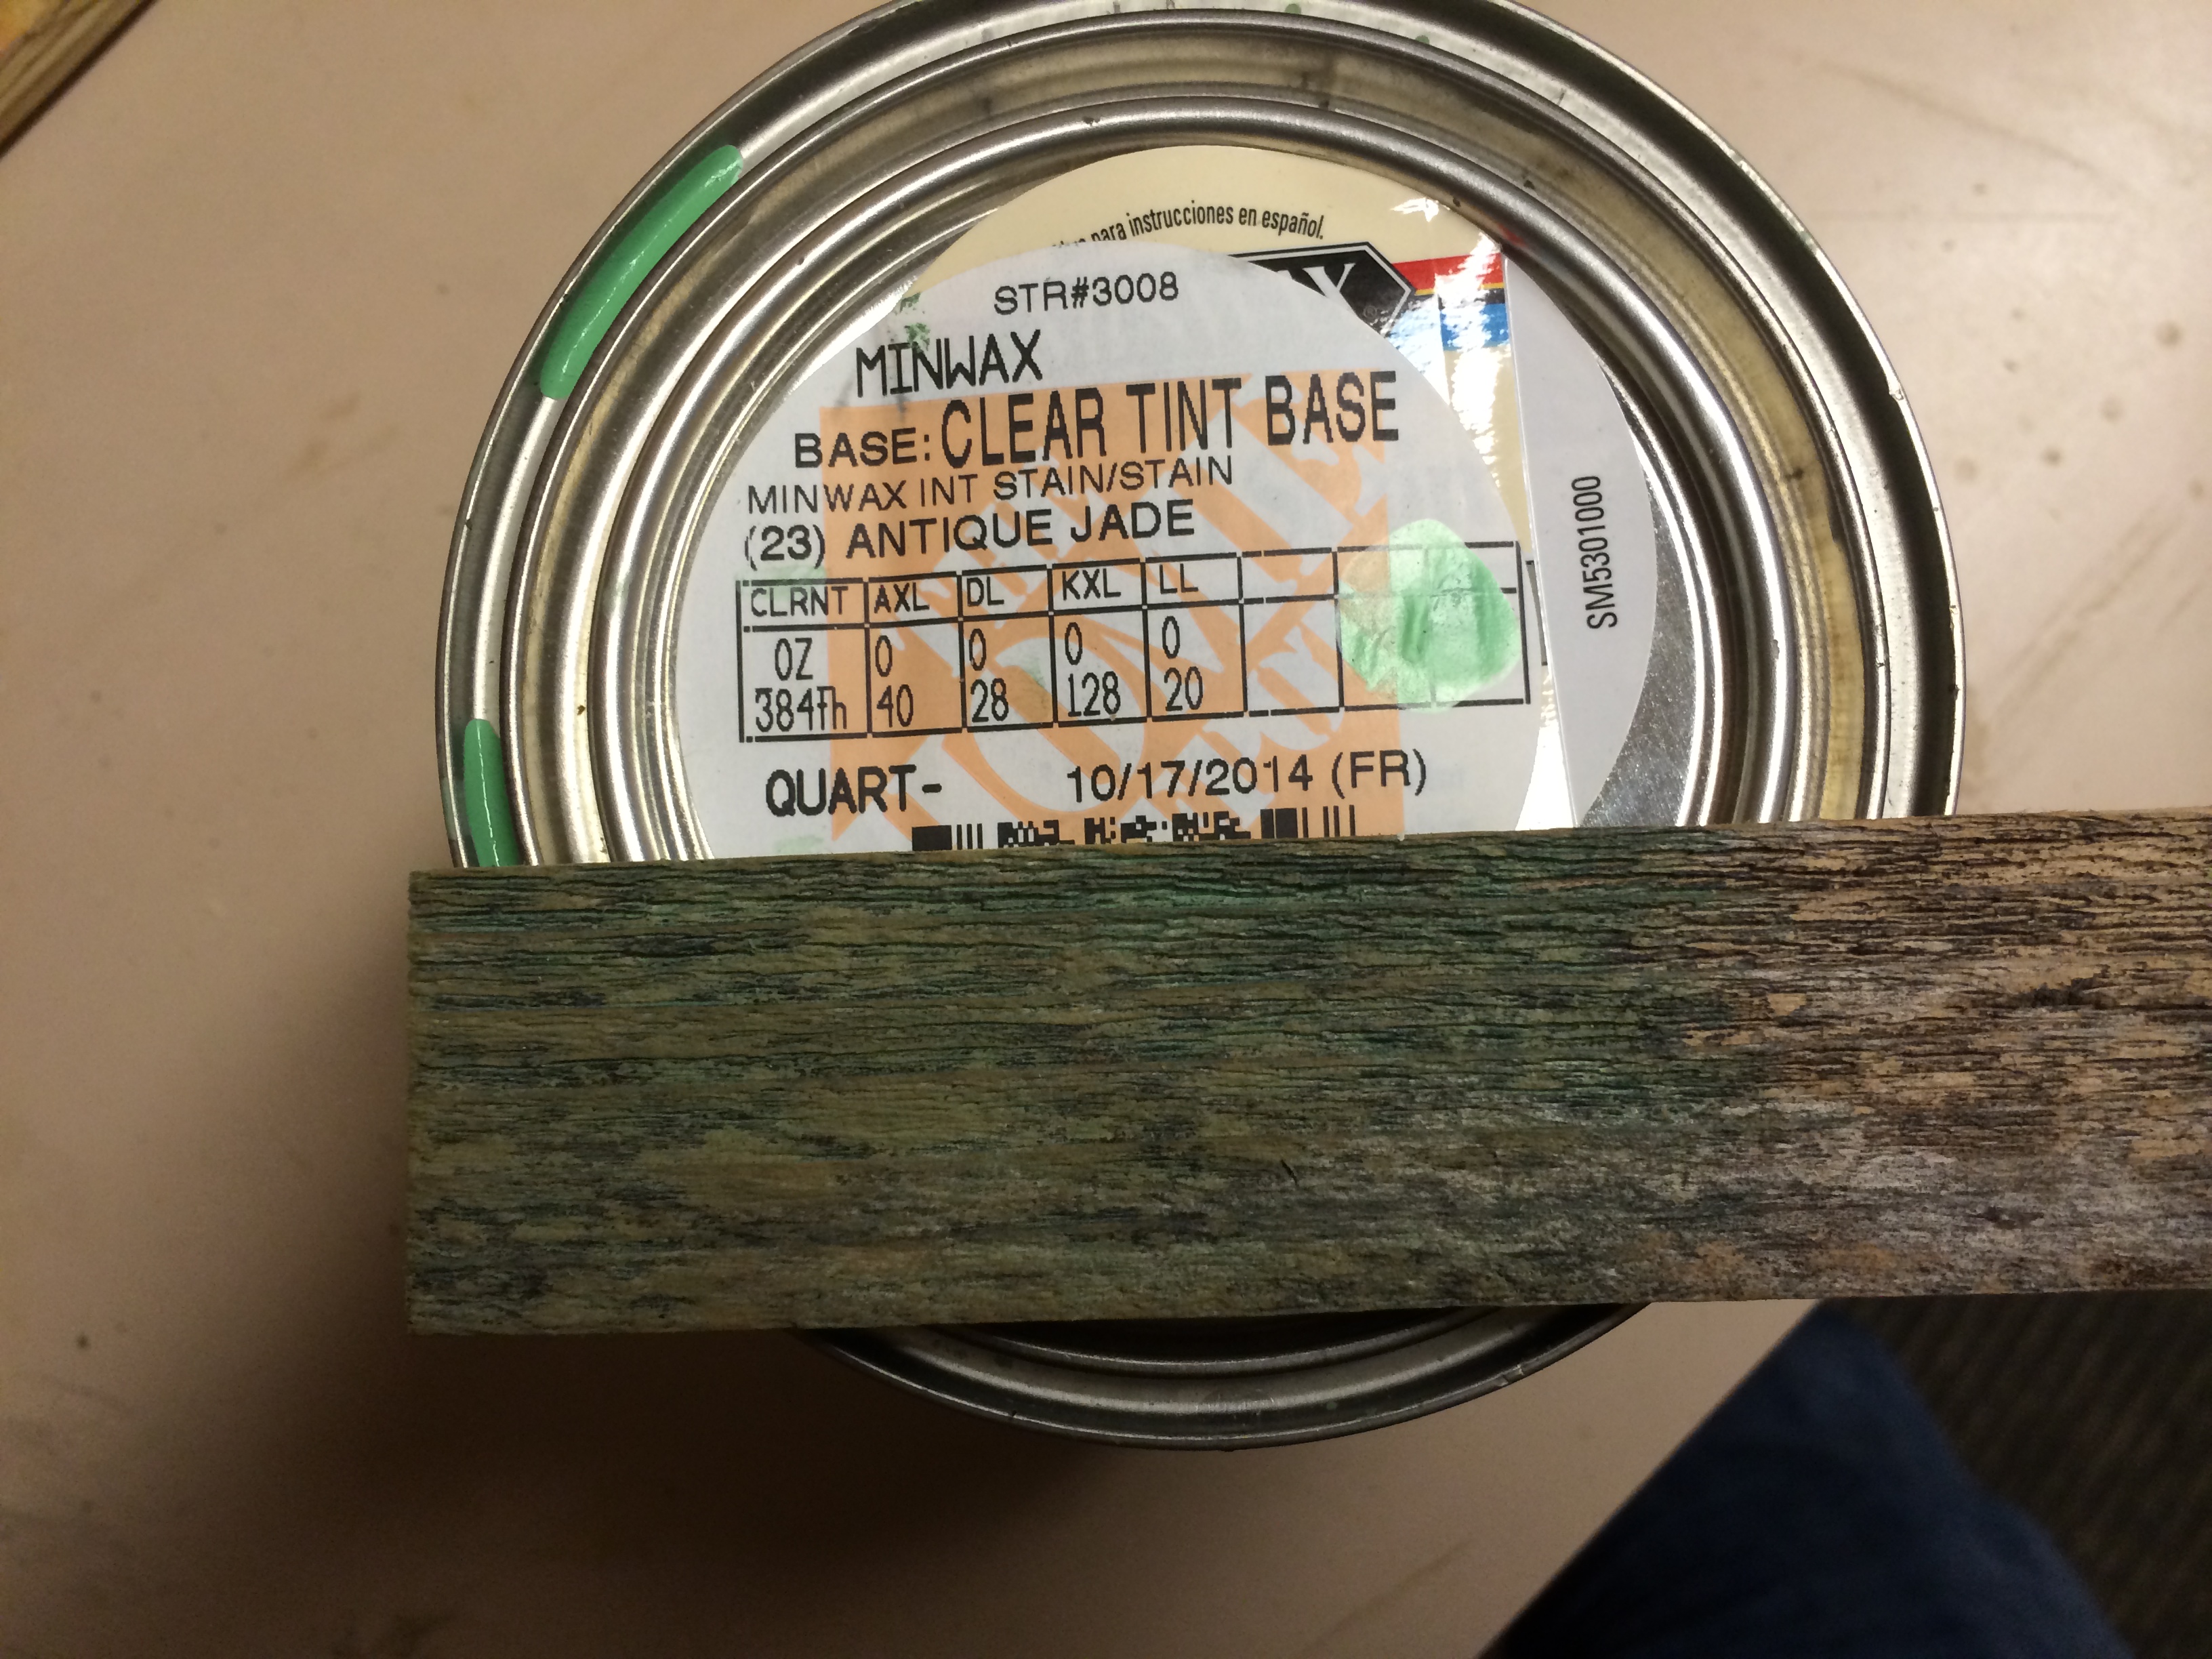 para instrucciones en español.
STR#3008
MINWAX
BASE: CLEAR TINT BASE
MINWAX INT STAIN/STAIN
(23) ANTIQUE JADE
CLRNT AXL DL KXL LL
OZ 0 0 0 0
384th 40 28 128 20
QUART- 10/17/2014 (FR)
SM5301000